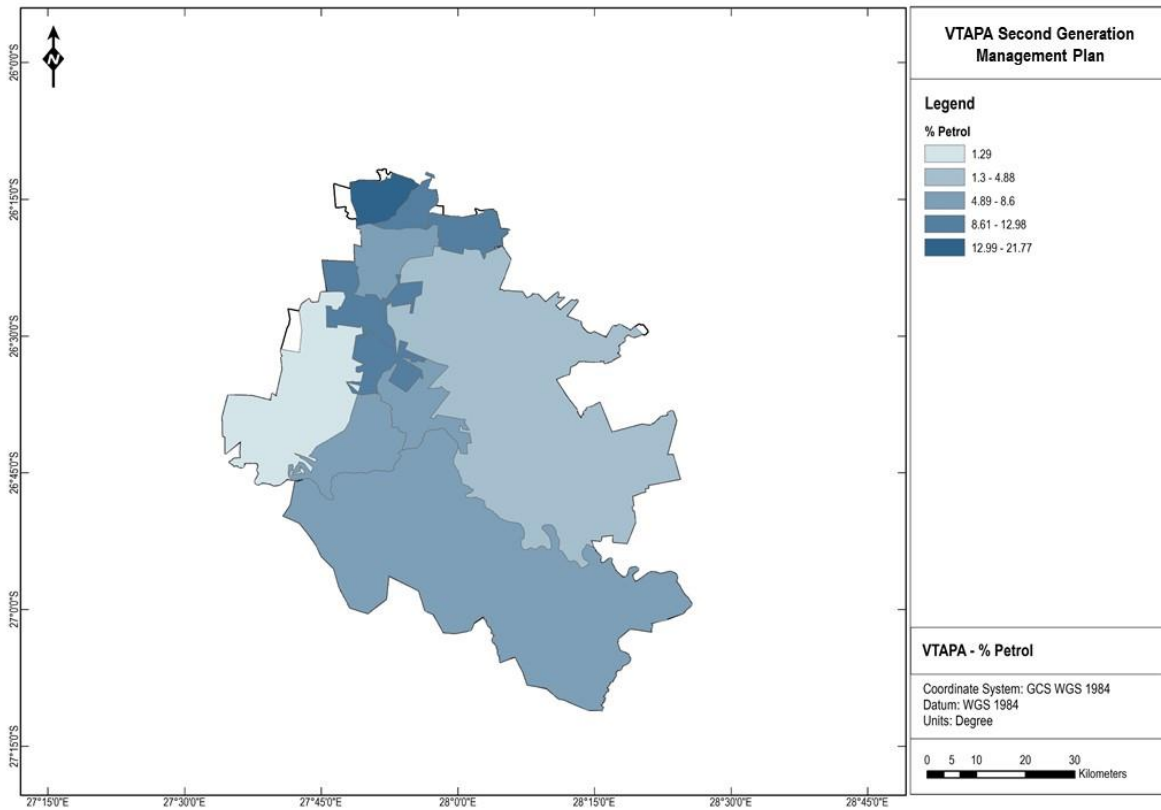 N
26°0'0"S
26°15'0"S
26°30'0"S
26°45'0"S
27°0'0"S
27°15'0"S
27°15'0"E 27°30'0"E 27°45'0"E 28°0'0"E 28°15'0"E 28°30'0"E 28°45'0"E
VTAPA Second Generation
Management Plan
Legend
% Petrol
1.29
1.3 - 4.88
4.89 - 8.6
8.61 - 12.98
12.99 - 21.77
VTAPA - % Petrol
Coordinate System: GCS WGS 1984
Datum: WGS 1984
Units: Degree
0 5 10 20 30
Kilometers